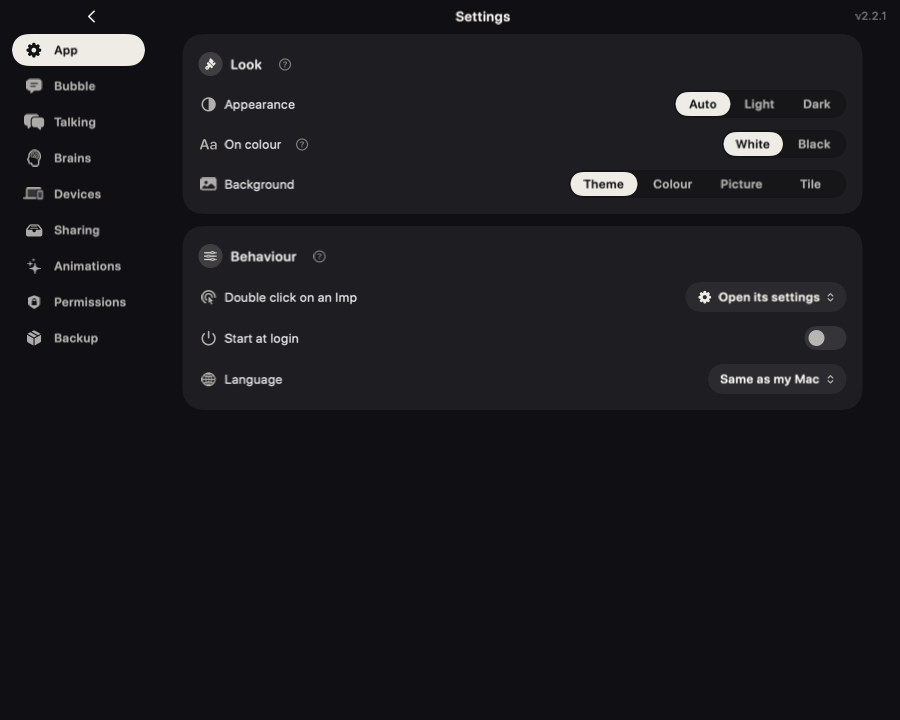 Settings
v2.2.1
App
Bubble
Talking
Brains
Devices
Sharing
Animations
Permissions
Backup
Look ?
Appearance Auto Light Dark
Aa On colour ? White Black
Background Theme Colour Picture Tile
Behaviour ?
Double click on an Imp Open its settings
Start at login
Language Same as my Mac